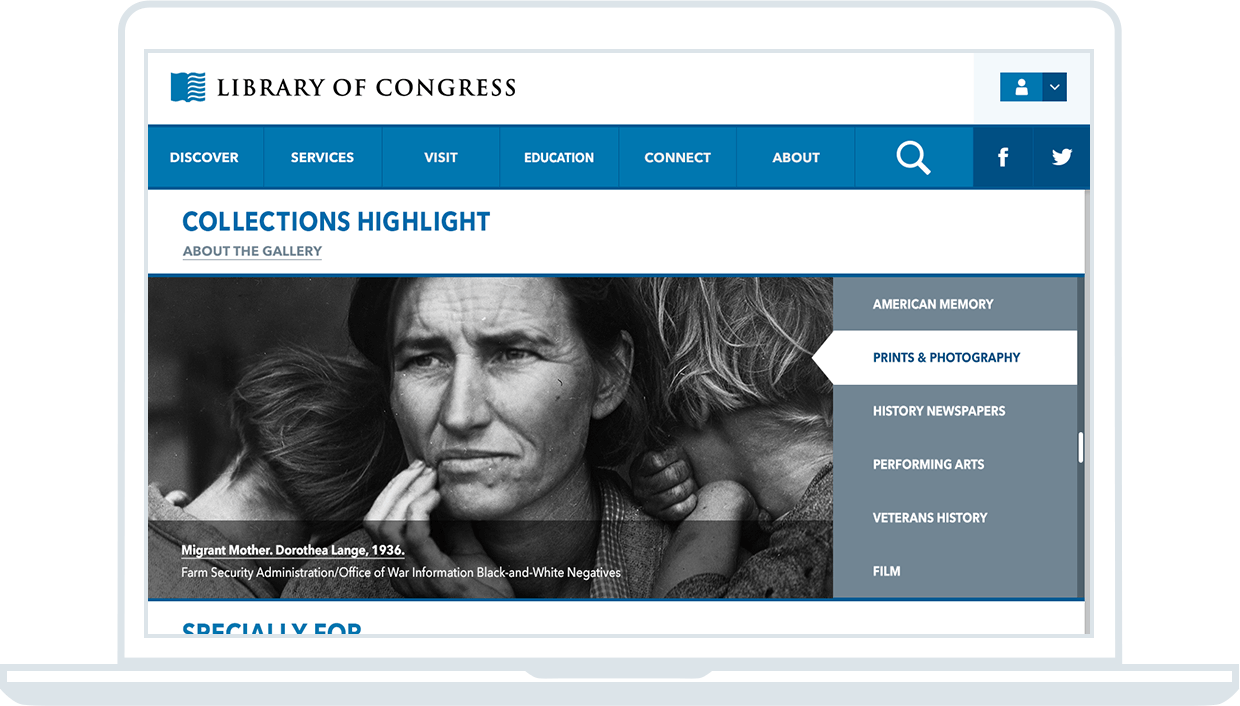 LIBRARY OF CONGRESS
DISCOVER
SERVICES
VISIT
EDUCATION
CONNECT
ABOUT
COLLECTIONS HIGHLIGHT
ABOUT THE GALLERY
AMERICAN MEMORY
PRINTS & PHOTOGRAPHY
HISTORY NEWSPAPERS
PERFORMING ARTS
VETERANS HISTORY
FILM
Migrant Mother. Dorothea Lange, 1936.
Farm Security Administration/Office of War Information Black-and-White Negatives
SPECIALLY FOR